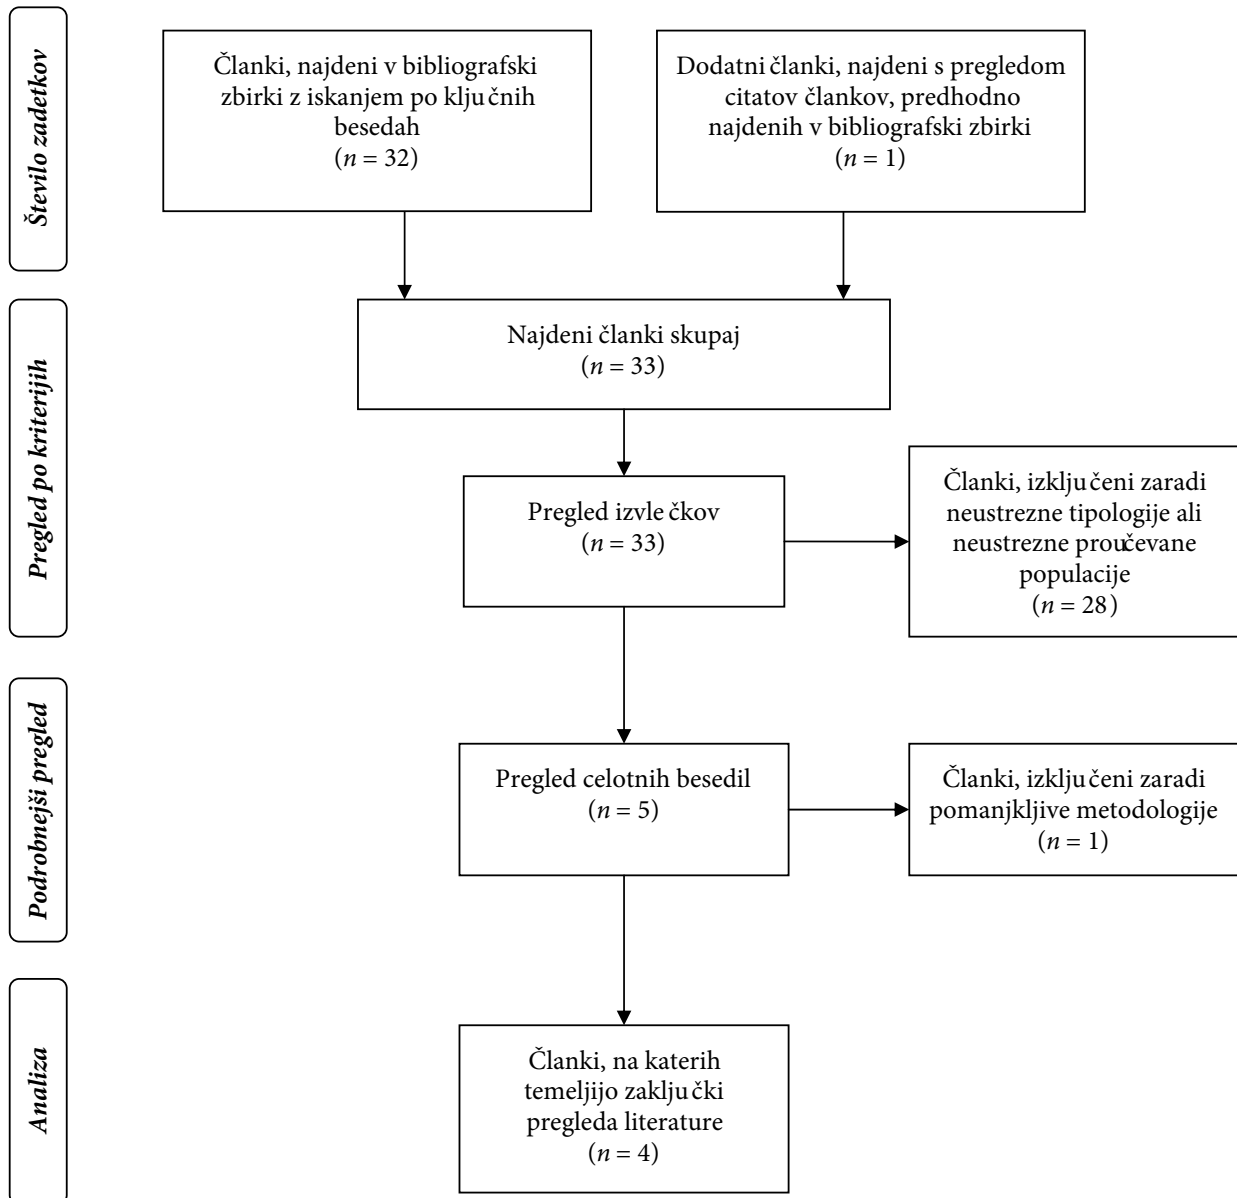 Število zadetkov
Članki, najdeni v bibliografski
zbirki z iskanjem po ključnih
besedah
(n = 32)
Dodatni članki, najdeni s pregledom
citatov člankov, predhodno
najdenih v bibliografski zbirki
(n = 1)
Pregled po kriterijih
Najdeni članki skupaj
(n = 33)
Pregled izvlečkov
(n = 33)
Članki, izključeni zaradi
neustrezne tipologije ali
neustrezne proučevane
populacije
(n = 28)
Podrobnejši pregled
Pregled celotnih besedil
(n = 5)
Članki, izključeni zaradi
pomanjkljive metodologije
(n = 1)
Analiza
Članki, na katerih
temeljijo zaključki
pregleda literature
(n = 4)